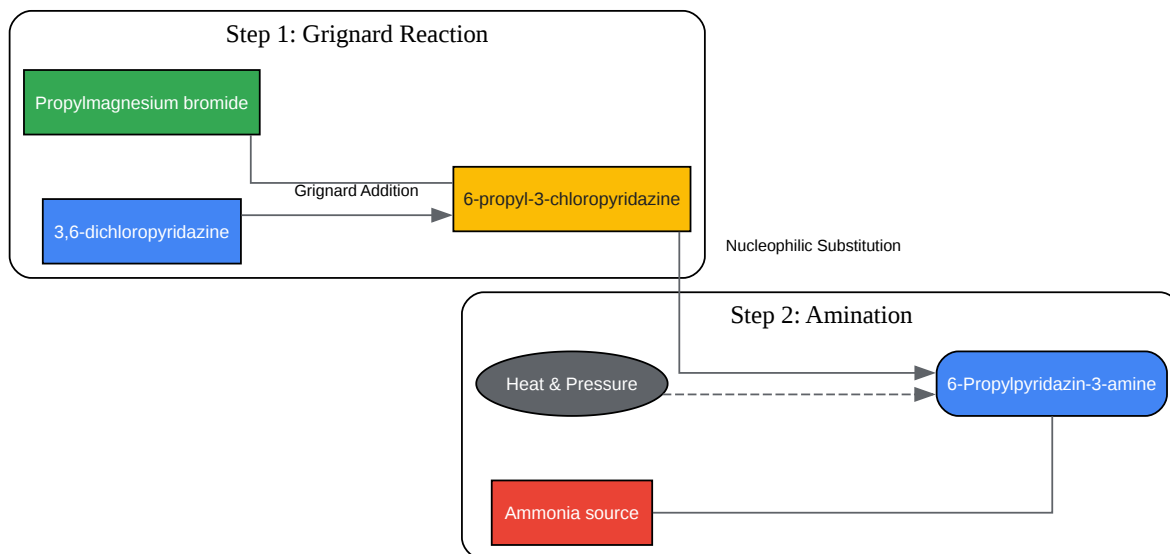 Step 1: Grignard Reaction
Propylmagnesium bromide
Grignard Addition
6-propyl-3-chloropyridazine
3,6-dichloropyridazine
Nucleophilic Substitution
Step 2: Amination
Heat & Pressure
6-Propylpyridazin-3-amine
Ammonia source